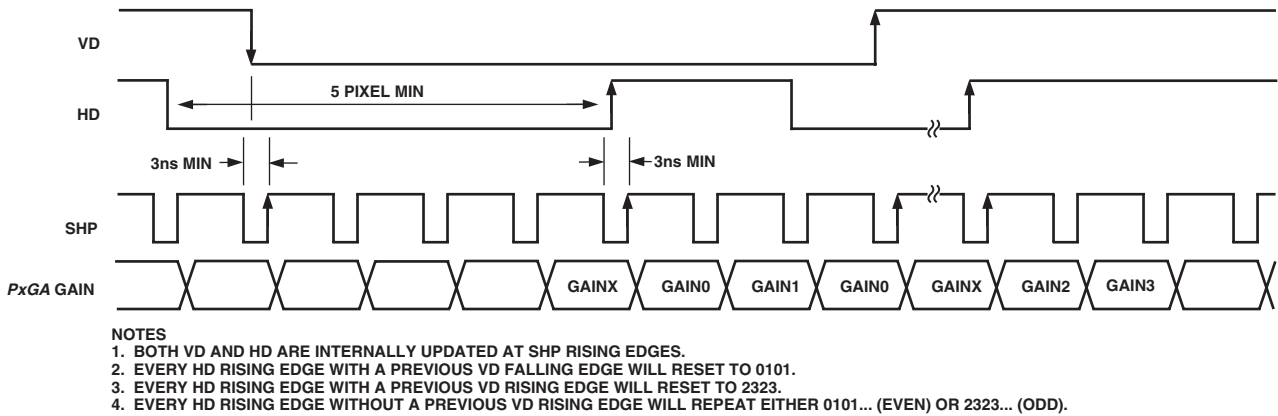 VD
HD
5 PIXEL MIN
3ns MIN
3ns MIN
SHP
PxGA GAIN
GAINX
GAIN0
GAIN1
GAIN0
GAINX
GAIN2
GAIN3
NOTES
1. BOTH VD AND HD ARE INTERNALLY UPDATED AT SHP RISING EDGES.
2. EVERY HD RISING EDGE WITH A PREVIOUS VD FALLING EDGE WILL RESET TO 0101.
3. EVERY HD RISING EDGE WITH A PREVIOUS VD RISING EDGE WILL RESET TO 2323.
4. EVERY HD RISING EDGE WITHOUT A PREVIOUS VD RISING EDGE WILL REPEAT EITHER 0101... (EVEN) OR 2323... (ODD).